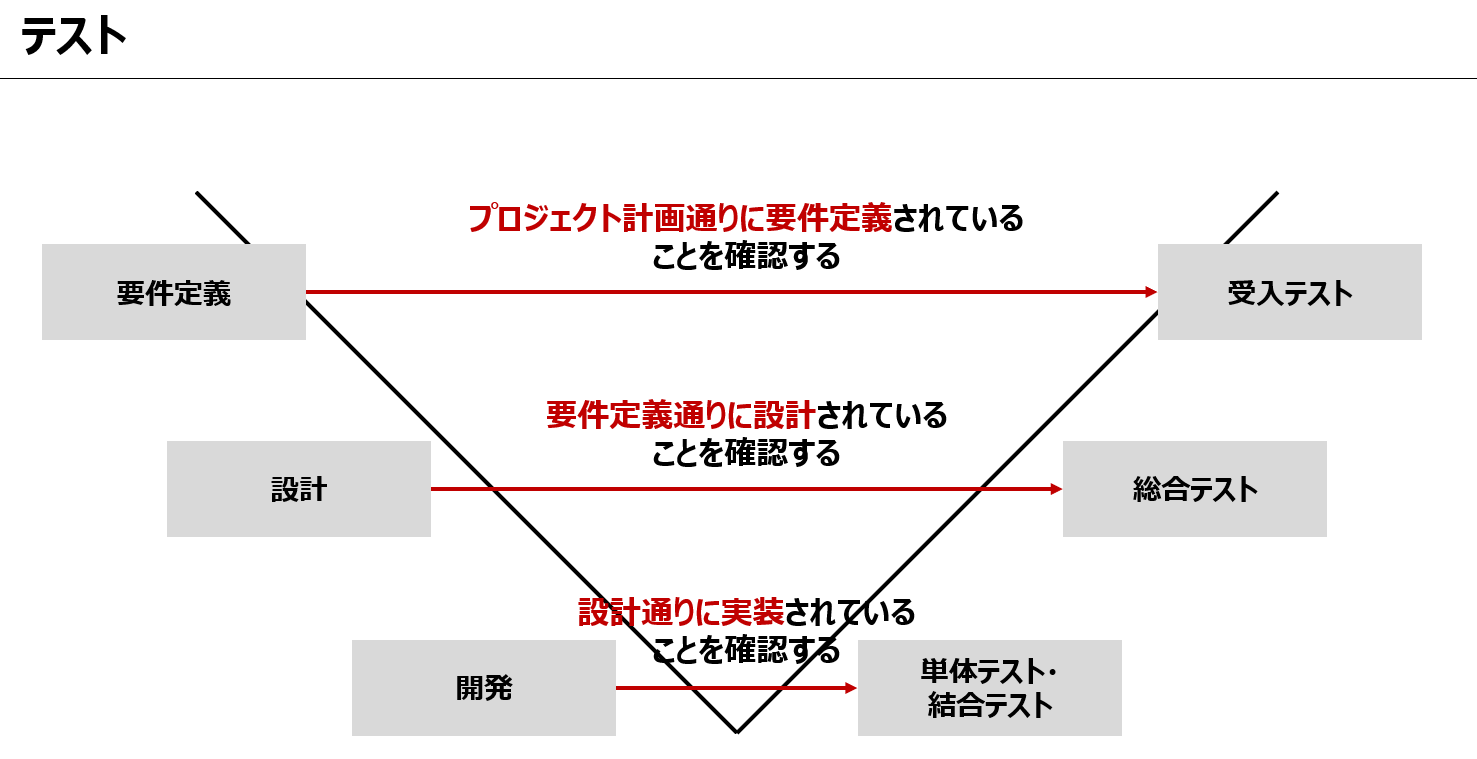 テスト
プロジェクト計画通りに要件定義されている
ことを確認する
要件定義
受入テスト
要件定義通りに設計されている
ことを確認する
設計
総合テスト
設計通りに実装されている
ことを確認する
開発
単体テスト・
結合テスト